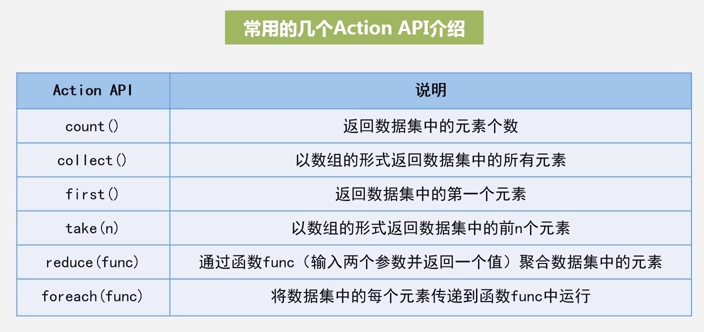 常用的几个Action API介绍
Action API 说明
count() 返回数据集中的元素个数
collect() 以数组的形式返回数据集中的所有元素
first() 返回数据集中的第一个元素
take(n) 以数组的形式返回数据集中的前n个元素
reduce(func) 通过函数func（输入两个参数并返回一个值）聚合数据集中的元素
foreach(func) 将数据集中的每个元素传递到函数func中运行